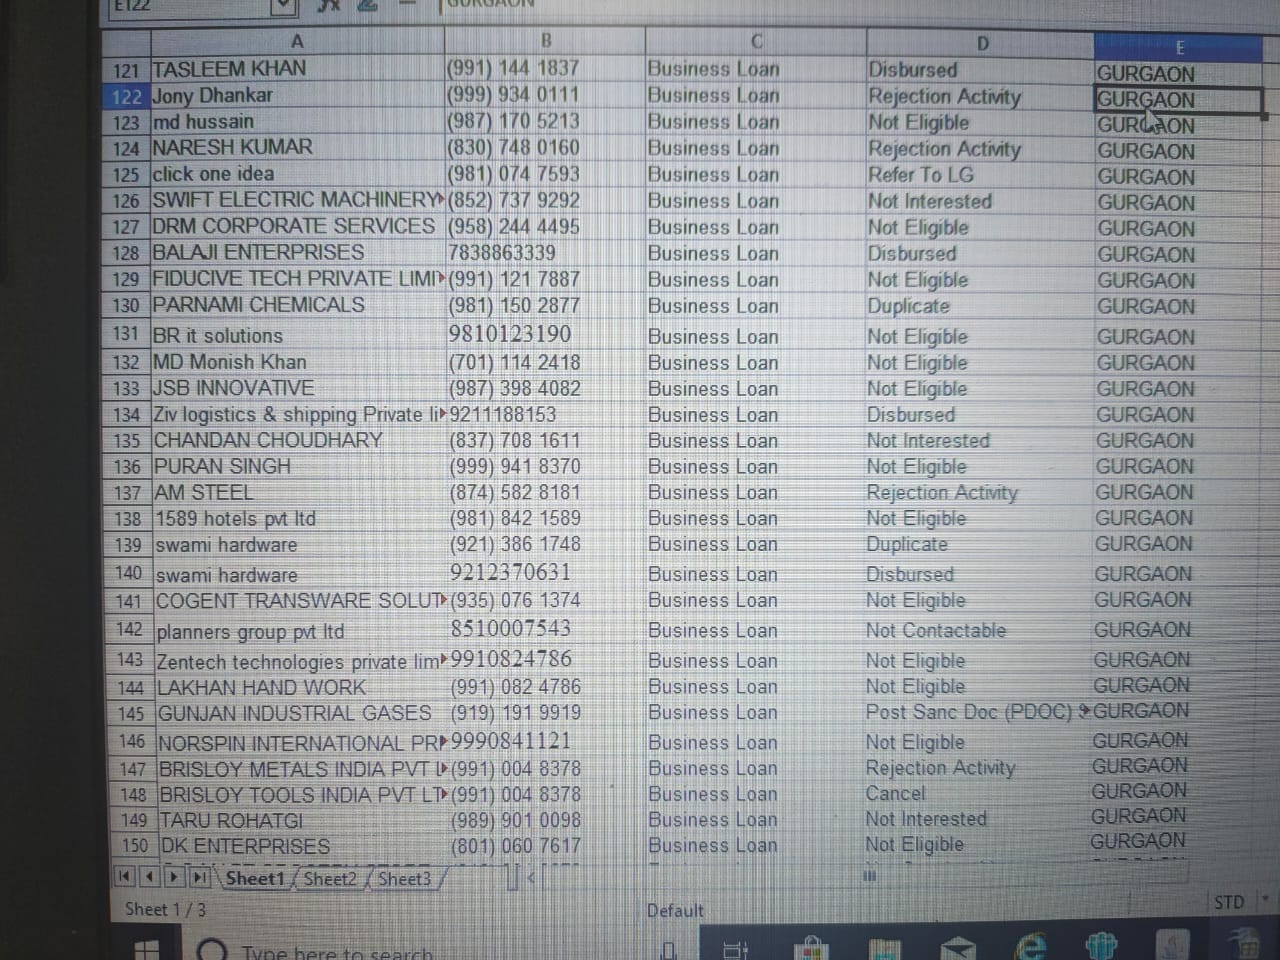 E122 GURGAON
A B C D E
121 TASLEEM KHAN (991) 144 1837 Business Loan Disbursed GURGAON
122 Jony Dhankar (999) 934 0111 Business Loan Rejection Activity GURGAON
123 md hussain (987) 170 5213 Business Loan Not Eligible GURGAON
124 NARESH KUMAR (830) 748 0160 Business Loan Rejection Activity GURGAON
125 click one idea (981) 074 7593 Business Loan Refer To LG GURGAON
126 SWIFT ELECTRIC MACHINERY (852) 737 9292 Business Loan Not Interested GURGAON
127 DRM CORPORATE SERVICES (958) 244 4495 Business Loan Not Eligible GURGAON
128 BALAJI ENTERPRISES 7838863339 Business Loan Disbursed GURGAON
129 FIDUCIVE TECH PRIVATE LIMI (991) 121 7887 Business Loan Not Eligible GURGAON
130 PARNAMI CHEMICALS (981) 150 2877 Business Loan Duplicate GURGAON
131 BR it solutions 9810123190 Business Loan Not Eligible GURGAON
132 MD Monish Khan (701) 114 2418 Business Loan Not Eligible GURGAON
133 JSB INNOVATIVE (987) 398 4082 Business Loan Not Eligible GURGAON
134 Ziv logistics & shipping Private li 9211188153 Business Loan Disbursed GURGAON
135 CHANDAN CHOUDHARY (837) 708 1611 Business Loan Not Interested GURGAON
136 PURAN SINGH (999) 941 8370 Business Loan Not Eligible GURGAON
137 AM STEEL (874) 582 8181 Business Loan Rejection Activity GURGAON
138 1589 hotels pvt ltd (981) 842 1589 Business Loan Not Eligible GURGAON
139 swami hardware (921) 386 1748 Business Loan Duplicate GURGAON
140 swami hardware 9212370631 Business Loan Disbursed GURGAON
141 COGENT TRANSWARE SOLUT (935) 076 1374 Business Loan Not Eligible GURGAON
142 planners group pvt ltd 8510007543 Business Loan Not Contactable GURGAON
143 Zentech technologies private lim 9910824786 Business Loan Not Eligible GURGAON
144 LAKHAN HAND WORK (991) 082 4786 Business Loan Not Eligible GURGAON
145 GUNJAN INDUSTRIAL GASES (919) 191 9919 Business Loan Post Sanc Doc (PDOC) S GURGAON
146 NORSPIN INTERNATIONAL PRI 9990841121 Business Loan Not Eligible GURGAON
147 BRISLOY METALS INDIA PVT L (991) 004 8378 Business Loan Rejection Activity GURGAON
148 BRISLOY TOOLS INDIA PVT LT (991) 004 8378 Business Loan Cancel GURGAON
149 TARU ROHATGI (989) 901 0098 Business Loan Not Interested GURGAON
150 DK ENTERPRISES (801) 060 7617 Business Loan Not Eligible GURGAON
Sheet1 Sheet2 Sheet3
Sheet 1 / 3 Default STD
Type here to search